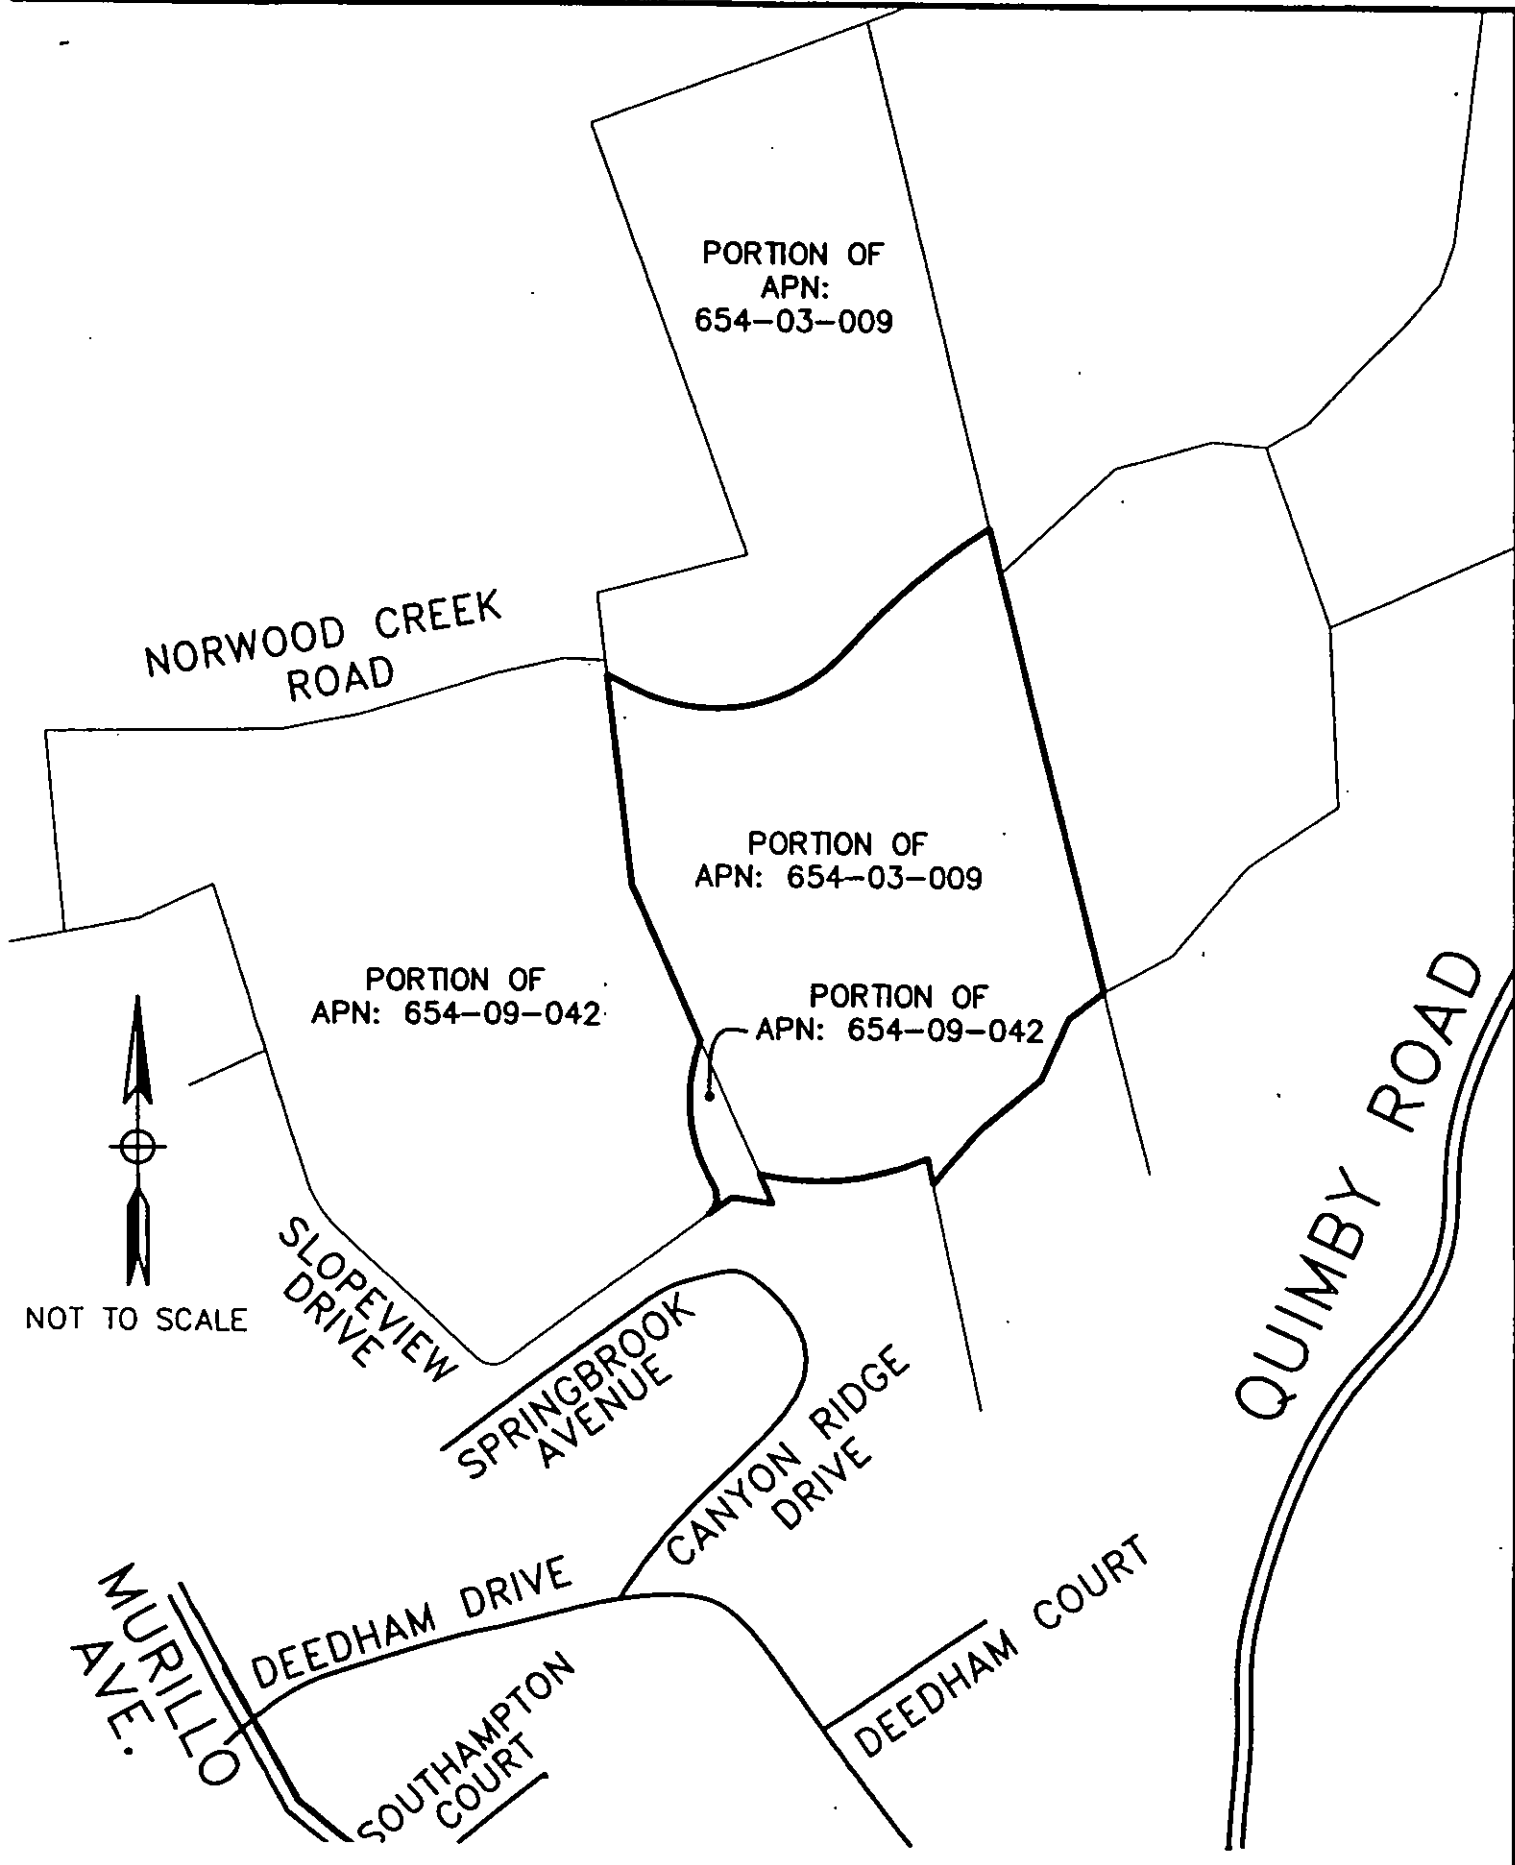 PORTION OF
APN:
654-03-009
NORWOOD CREEK
ROAD
PORTION OF
APN: 654-03-009
PORTION OF
APN: 654-09-042
PORTION OF
APN: 654-09-042
QUIMBY ROAD
NOT TO SCALE
SLOPEVIEW
DRIVE
SPRINGBROOK
AVENUE
CANYON RIDGE
DRIVE
MURILLO
AVE.
DEEDHAM DRIVE
DEEDHAM COURT
SOUTHAMPTON
COURT